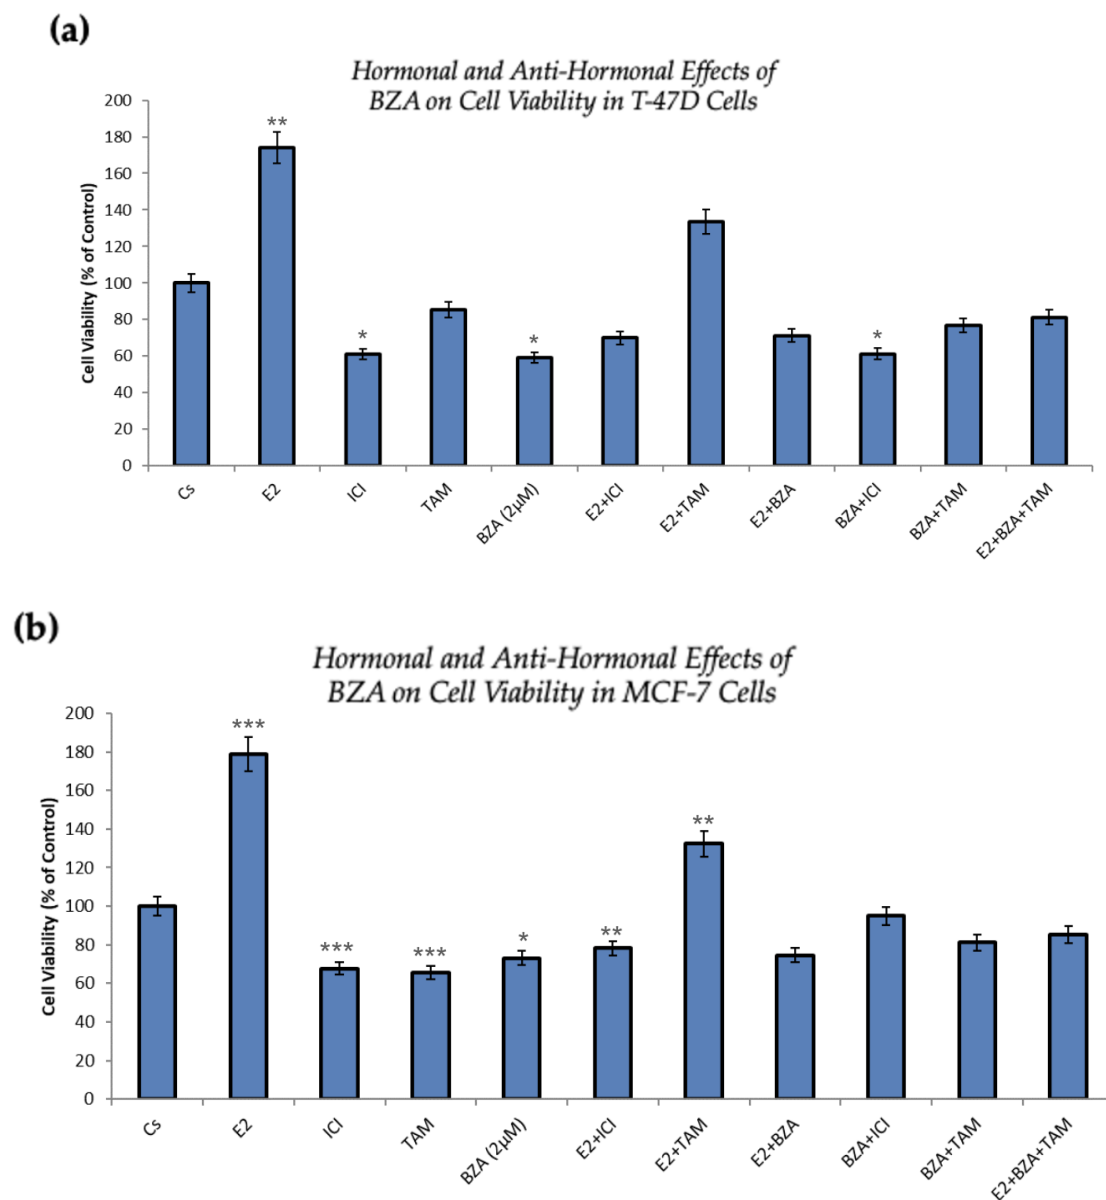 (a)
Hormonal and Anti-Hormonal Effects of
BZA on Cell Viability in T-47D Cells
Cell Viability (% of Control)
200
180
160
140
120
100
80
60
40
20
0
**
*
*
*
Cs
E2
ICI
TAM
BZA (2μM)
E2+ICI
E2+TAM
E2+BZA
BZA+ICI
BZA+TAM
E2+BZA+TAM
(b)
Hormonal and Anti-Hormonal Effects of
BZA on Cell Viability in MCF-7 Cells
Cell Viability (% of Control)
200
180
160
140
120
100
80
60
40
20
0
***
***
***
*
**
**
Cs
E2
ICI
TAM
BZA (2μM)
E2+ICI
E2+TAM
E2+BZA
BZA+ICI
BZA+TAM
E2+BZA+TAM